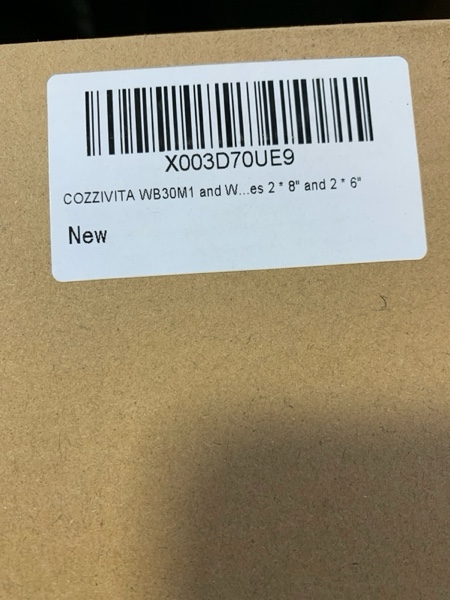 X003D70UE9
COZZIVITA WB30M1 and W...es 2 * 8" and 2 * 6"
New